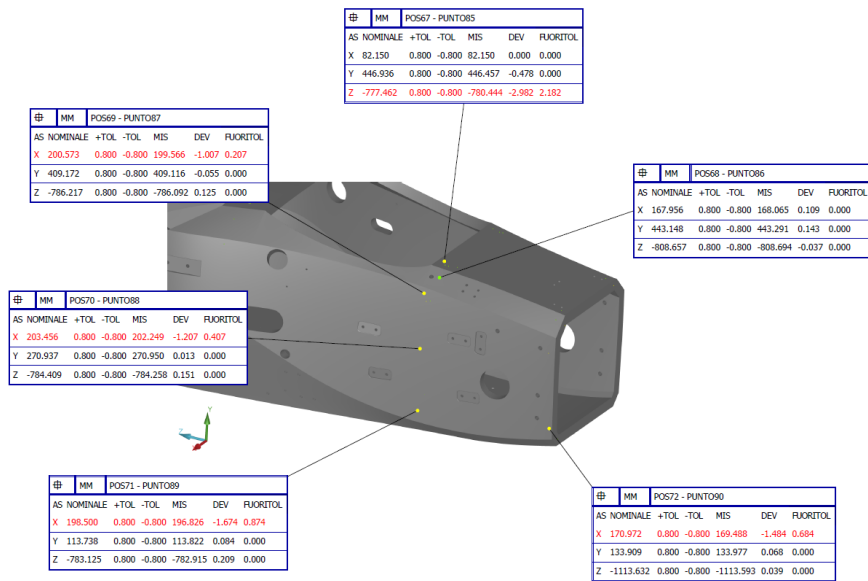 MM POS67 - PUNTO85
AS NOMINALE +TOL -TOL MIS DEV FUORITOL
X 82.150 0.800 -0.800 82.150 0.000 0.000
Y 446.936 0.800 -0.800 446.457 -0.478 0.000
Z -777.462 0.800 -0.800 -780.444 -2.982 2.182
MM POS69 - PUNTO87
AS NOMINALE +TOL -TOL MIS DEV FUORITOL
X 200.573 0.800 -0.800 199.566 -1.007 0.207
Y 409.172 0.800 -0.800 409.116 -0.055 0.000
Z -786.217 0.800 -0.800 -786.092 0.125 0.000
MM POS68 - PUNTO86
AS NOMINALE +TOL -TOL MIS DEV FUORITOL
X 167.956 0.800 -0.800 168.065 0.109 0.000
Y 443.148 0.800 -0.800 443.291 0.143 0.000
Z -808.657 0.800 -0.800 -808.694 -0.037 0.000
MM POS70 - PUNTO88
AS NOMINALE +TOL -TOL MIS DEV FUORITOL
X 203.456 0.800 -0.800 202.249 -1.207 0.407
Y 270.937 0.800 -0.800 270.950 0.013 0.000
Z -784.409 0.800 -0.800 -784.258 0.151 0.000
Y
MM POS71 - PUNTO89
AS NOMINALE +TOL -TOL MIS DEV FUORITOL
X 198.500 0.800 -0.800 196.826 -1.674 0.874
Y 113.738 0.800 -0.800 113.822 0.084 0.000
Z -783.125 0.800 -0.800 -782.915 0.209 0.000
MM POS72 - PUNTO90
AS NOMINALE +TOL -TOL MIS DEV FUORITOL
X 170.972 0.800 -0.800 169.488 -1.484 0.684
Y 133.909 0.800 -0.800 133.977 0.068 0.000
Z -1113.632 0.800 -0.800 -1113.593 0.039 0.000